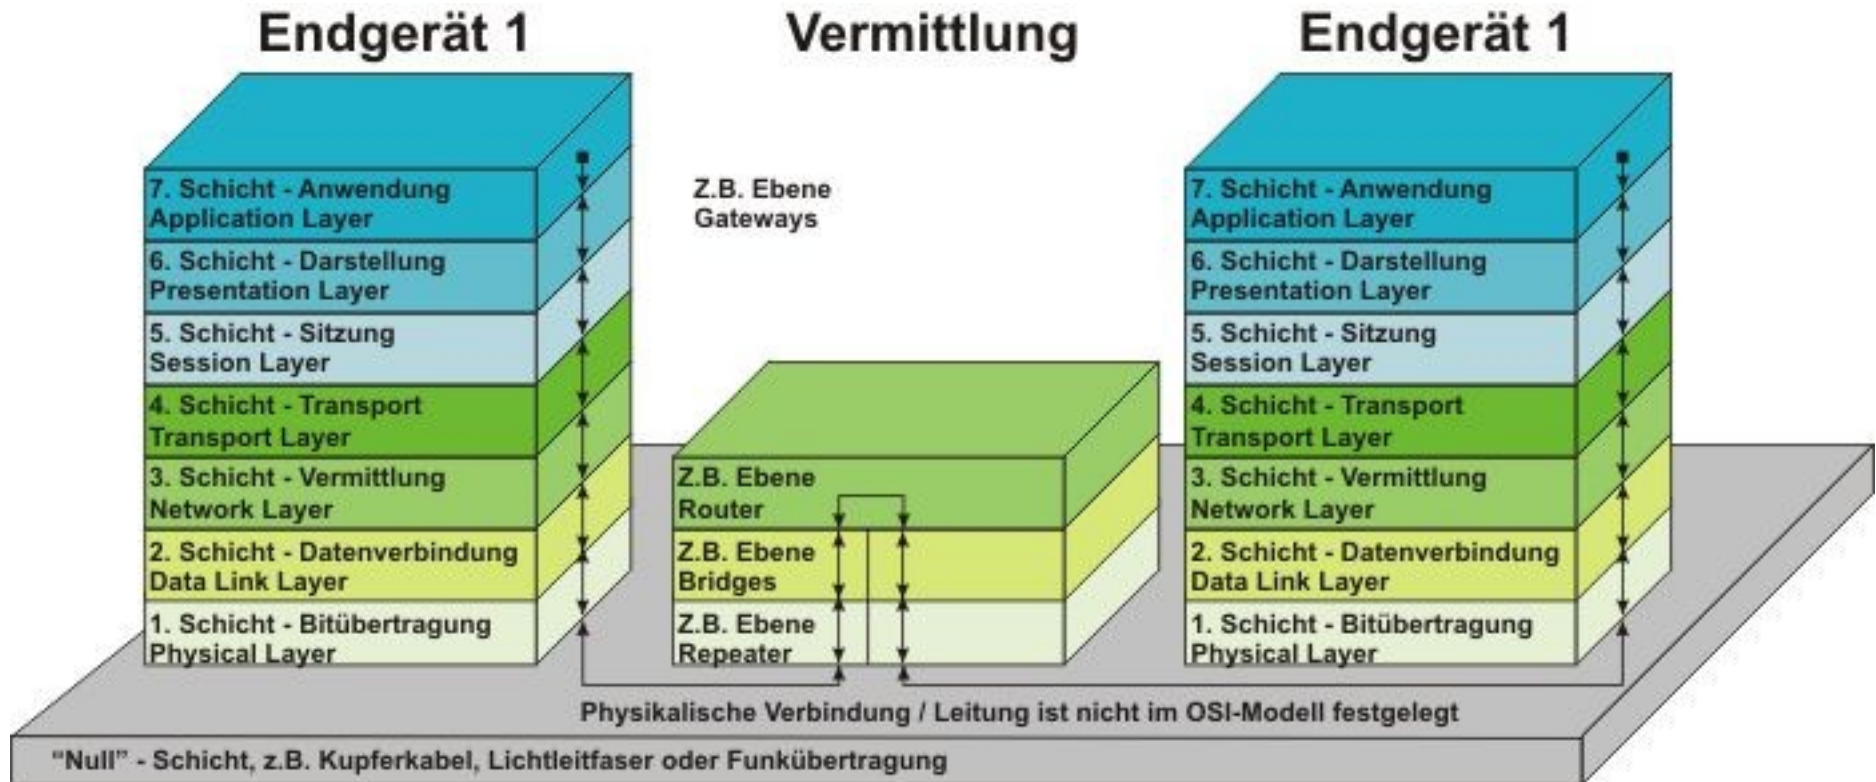 Endgerät 1
Vermittlung
Endgerät 1
7. Schicht - Anwendung
Application Layer
6. Schicht - Darstellung
Presentation Layer
5. Schicht - Sitzung
Session Layer
4. Schicht - Transport
Transport Layer
3. Schicht - Vermittlung
Network Layer
2. Schicht - Datenverbindung
Data Link Layer
1. Schicht - Bitübertragung
Physical Layer
Z.B. Ebene
Gateways
Z.B. Ebene
Router
Z.B. Ebene
Bridges
Z.B. Ebene
Repeater
7. Schicht - Anwendung
Application Layer
6. Schicht - Darstellung
Presentation Layer
5. Schicht - Sitzung
Session Layer
4. Schicht - Transport
Transport Layer
3. Schicht - Vermittlung
Network Layer
2. Schicht - Datenverbindung
Data Link Layer
1. Schicht - Bitübertragung
Physical Layer
Physikalische Verbindung / Leitung ist nicht im OSI-Modell festgelegt
“Null” - Schicht, z.B. Kupferkabel, Lichtleitfaser oder Funkübertragung